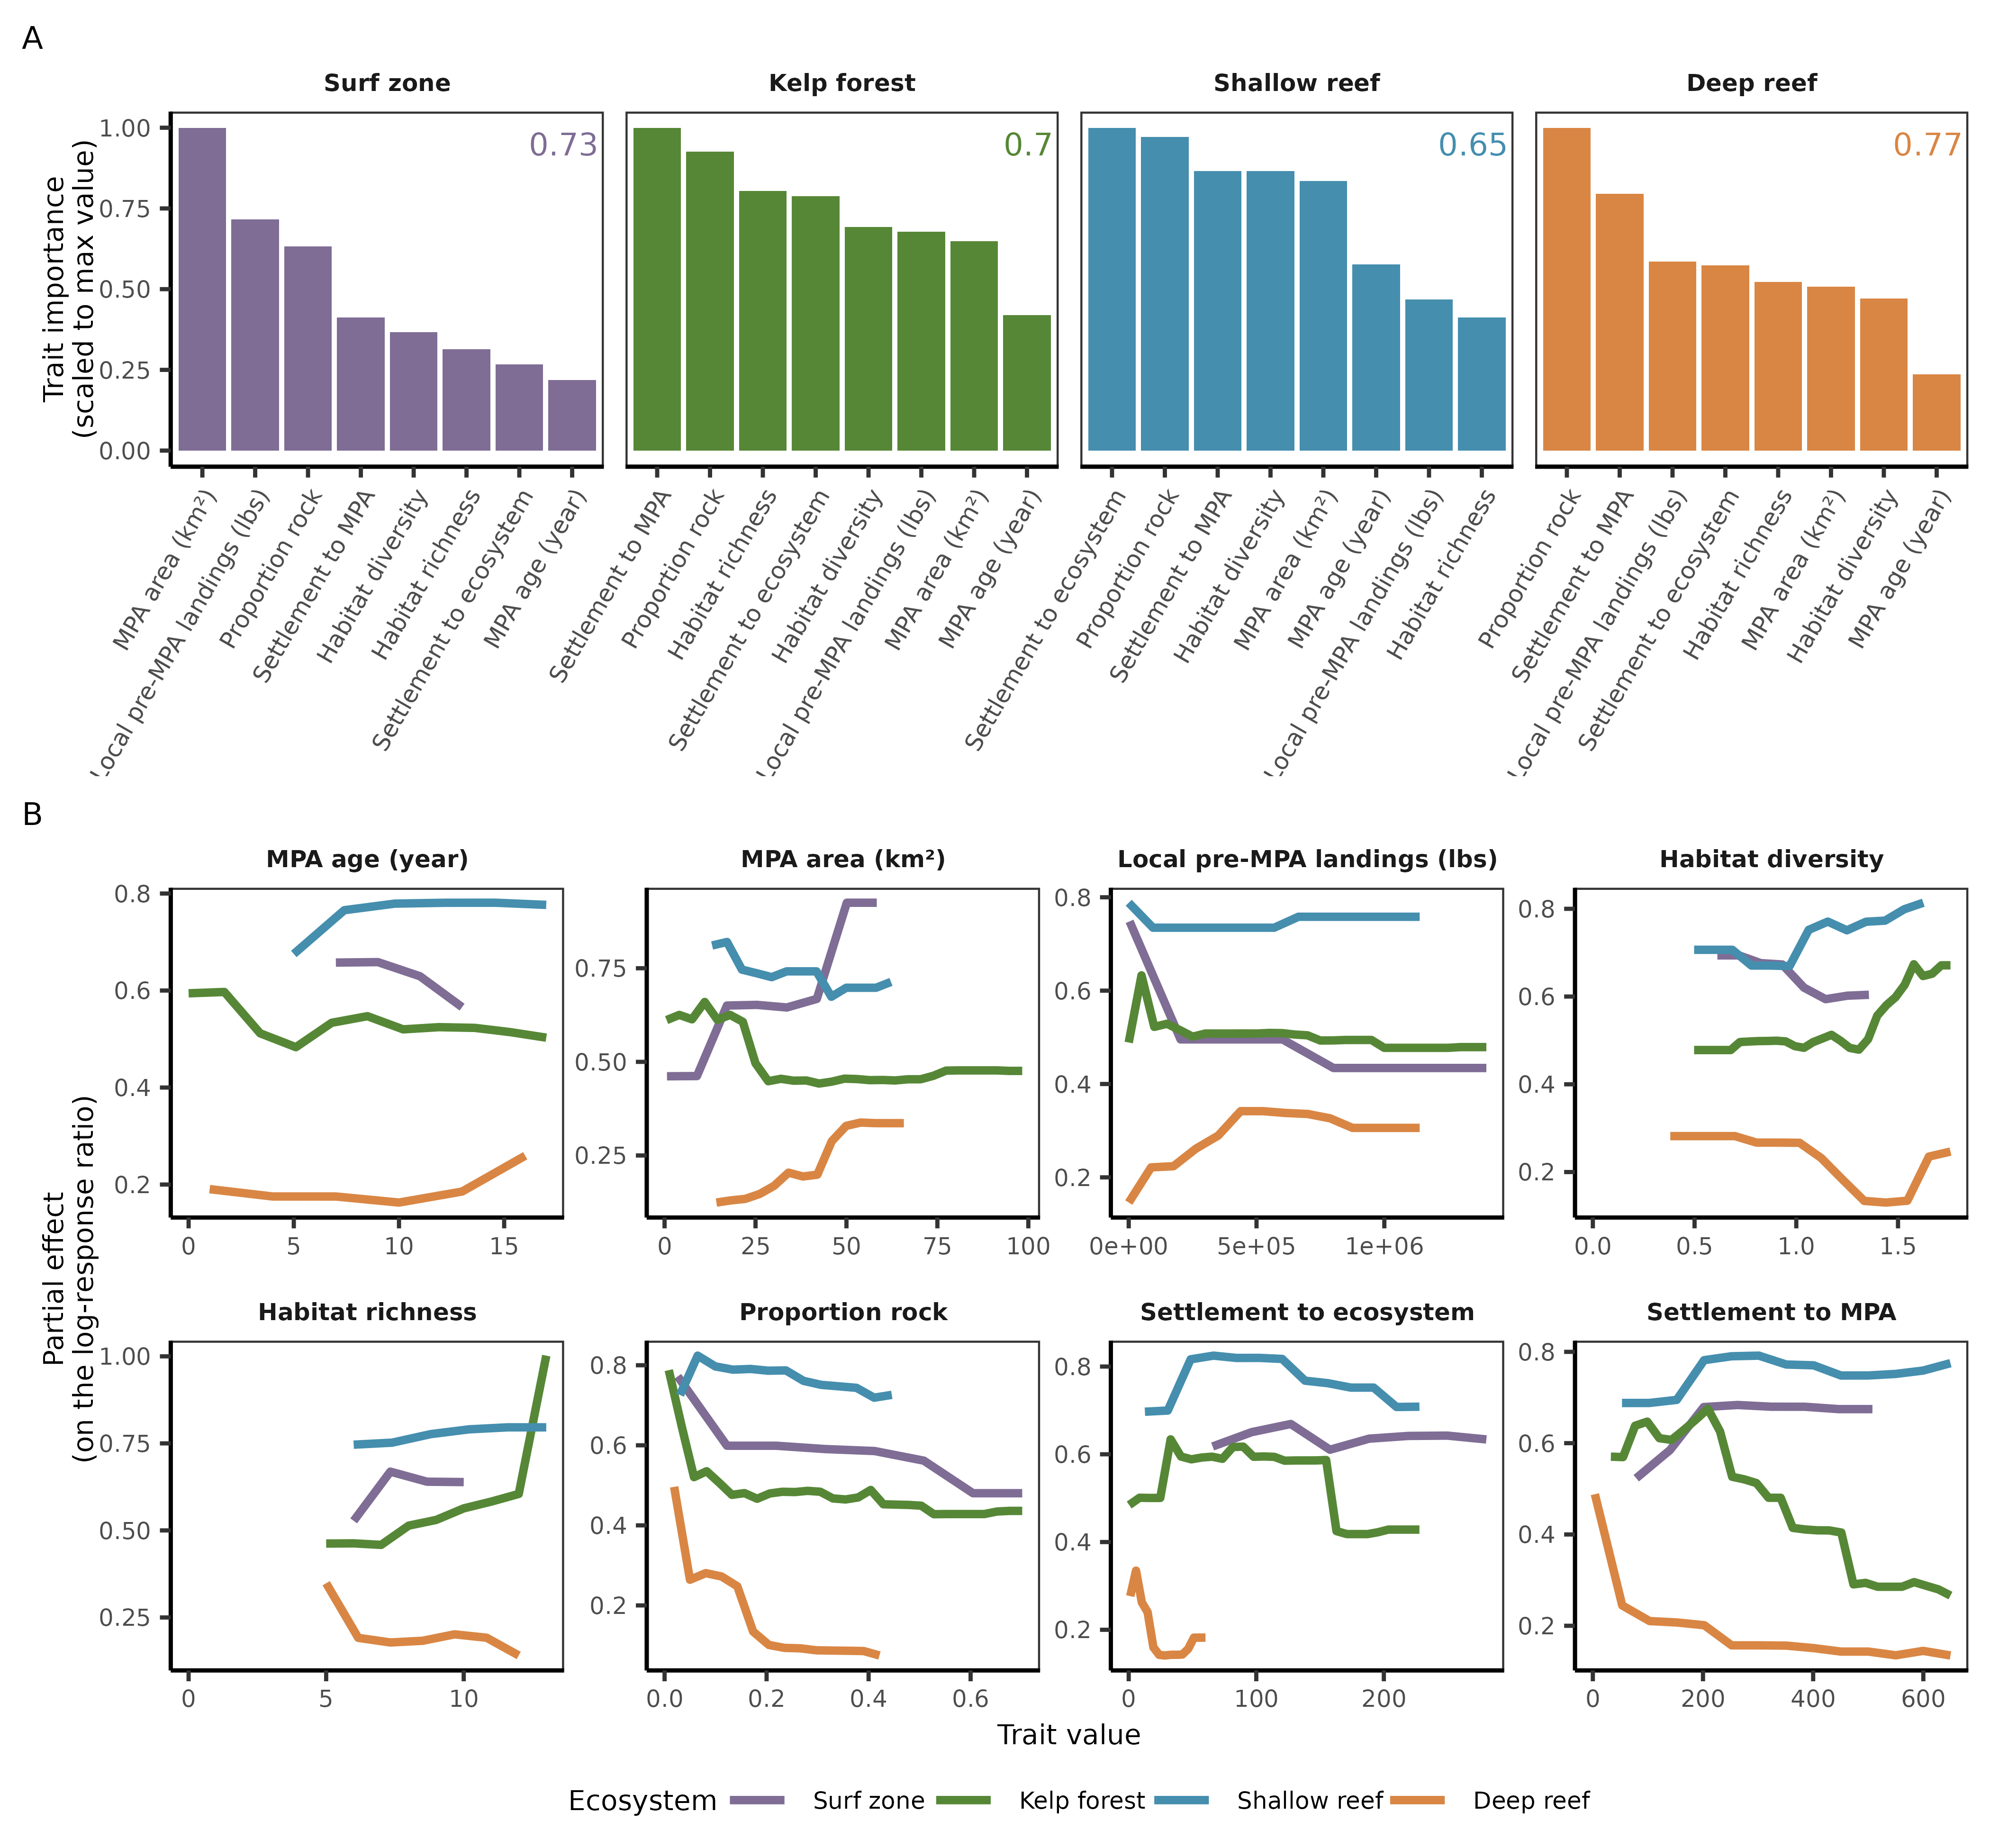 A
Surf zone
Kelp forest
Shallow reef
Deep reef
Trait importance
(scaled to max value)
1.00
0.75
0.50
0.25
0.00
0.73
0.7
0.65
0.77
MPA area (km²)
Local pre-MPA landings (lbs)
Proportion rock
Settlement to MPA
Habitat diversity
Habitat richness
Settlement to ecosystem
MPA age (year)
Settlement to MPA
Proportion rock
Habitat richness
Settlement to ecosystem
Habitat diversity
Local pre-MPA landings (lbs)
MPA area (km²)
MPA age (year)
Settlement to ecosystem
Proportion rock
Settlement to MPA
Habitat diversity
MPA area (km²)
MPA age (year)
Local pre-MPA landings (lbs)
Habitat richness
Proportion rock
Settlement to MPA
Local pre-MPA landings (lbs)
Settlement to ecosystem
Habitat richness
MPA area (km²)
Habitat diversity
MPA age (year)
B
Partial effect
(on the log-response ratio)
MPA age (year)
0.8
0.6
0.4
0.2
0 5 10 15
MPA area (km²)
0.75
0.50
0.25
0 25 50 75 100
Local pre-MPA landings (lbs)
0.8
0.6
0.4
0.2
0e+00 5e+05 1e+06
Habitat diversity
0.8
0.6
0.4
0.2
0.0 0.5 1.0 1.5
Habitat richness
1.00
0.75
0.50
0.25
0 5 10
Proportion rock
0.8
0.6
0.4
0.2
0.0 0.2 0.4 0.6
Settlement to ecosystem
0.8
0.6
0.4
0.2
0 100 200
Settlement to MPA
0.8
0.6
0.4
0.2
0 200 400 600
Trait value
Ecosystem Surf zone Kelp forest Shallow reef Deep reef